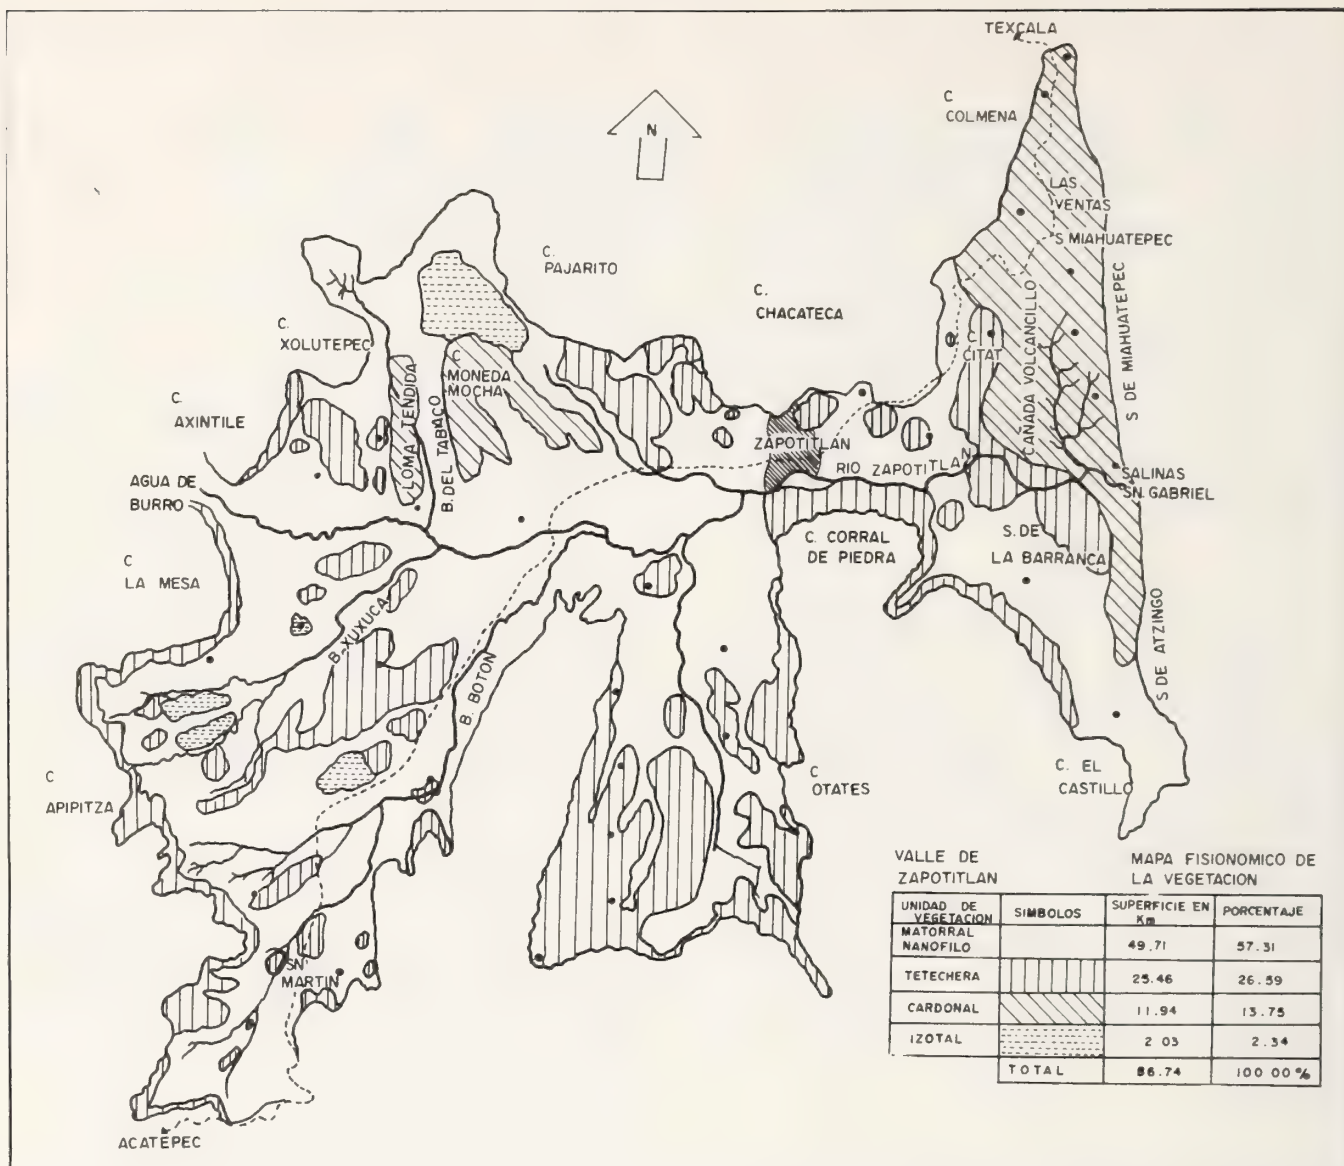 TEXCALA
C
COLMENA
N
LAS
VENTAS
S MIAHUATEPEC
C.
PAJARITO
C.
CHACATECA
S DE MIAHUATEPEC
CANADA VOLCANCILLO
C
CITAT
C.
XOLUTEPEC
C
MONEDA
MOCHA
LOMA TENDIDA
B. DEL TABACO
C.
AXINTILE
ZAPOTITLAN
RIO ZAPOTITLAN
SALINAS
SN. GABRIEL
AGUA DE
BURRO
C. CORRAL
DE PIEDRA
S. DE
LA BARRANCA
C
LA MESA
B. XUXUCA
S DE ATZINGO
B. BOTON
C
APIPITZA
C
OTATES
C. EL
CASTILLO
SN
MARTIN
ACATEPEC
VALLE DE
ZAPOTITLAN
MAPA FISIONOMICO DE
LA VEGETACION
UNIDAD DE VEGETACION SIMBOLOS SUPERFICIE EN Km PORCENTAJE
MATORRAL NANOFILO 49.71 57.31
TETECHERA 25.46 26.59
CARDONAL 11.94 13.75
IZOTAL 2 03 2.34
TOTAL 86.74 100 00 %